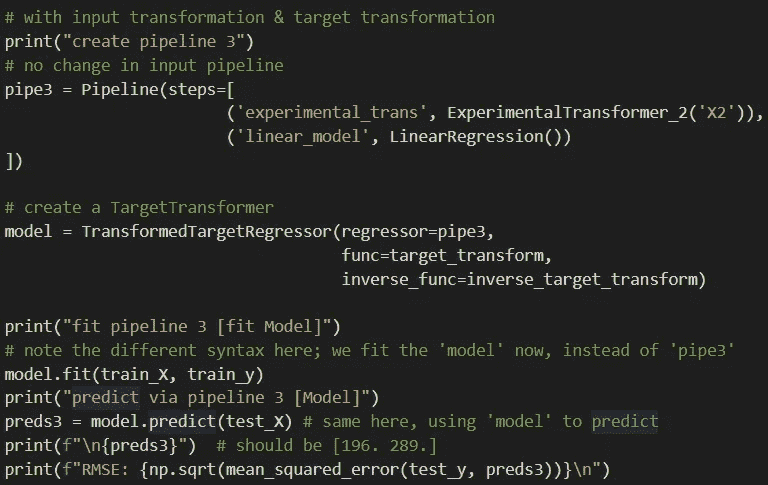 # with input transformation & target transformation
print("create pipeline 3")
# no change in input pipeline
pipe3 = Pipeline(steps=[
('experimental_trans', ExperimentalTransformer_2('X2')),
('linear_model', LinearRegression())
])
# create a TargetTransformer
model = TransformedTargetRegressor(regressor=pipe3,
func=target_transform,
inverse_func=inverse_target_transform)
print("fit pipeline 3 [fit Model]")
# note the different syntax here; we fit the 'model' now, instead of 'pipe3'
model.fit(train_X, train_y)
print("predict via pipeline 3 [Model]")
preds3 = model.predict(test_X) # same here, using 'model' to predict
print(f"\n{preds3}")  # should be [196. 289.]
print(f"RMSE: {np.sqrt(mean_squared_error(test_y, preds3))}\n")